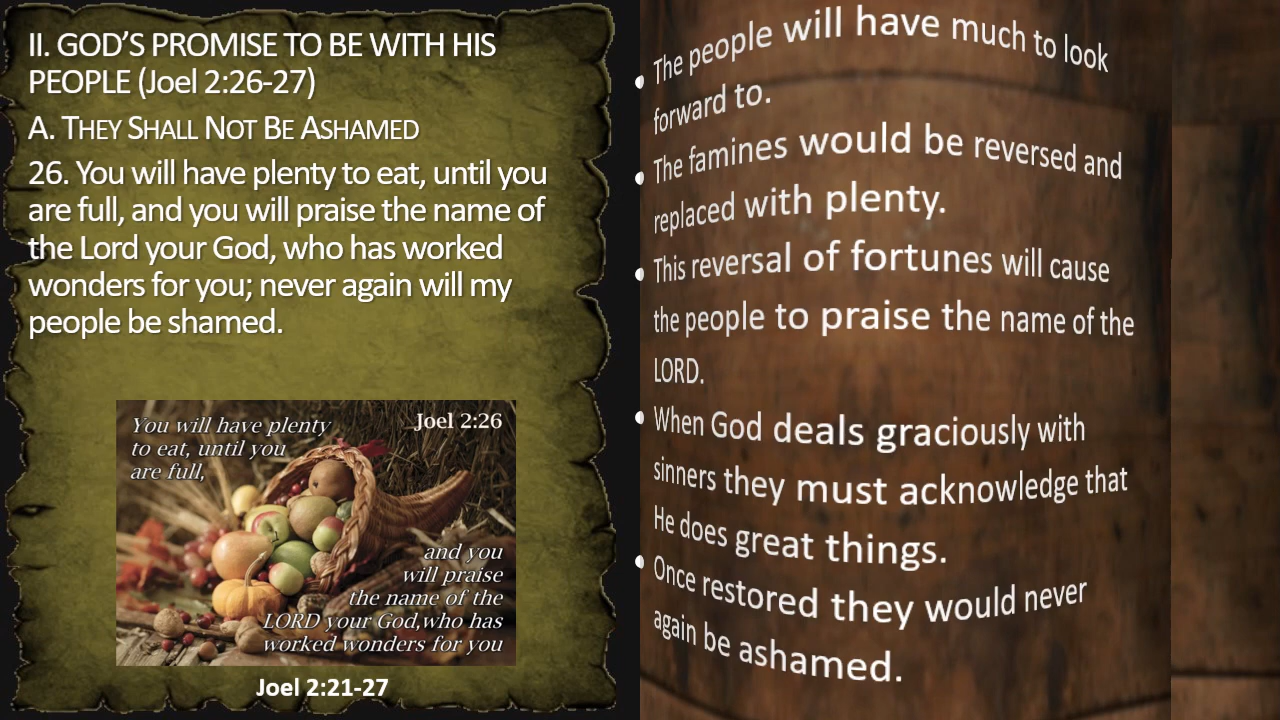 II. GOD'S PROMISE TO BE WITH HIS
PEOPLE (Joel 2:26-27)
A. THEY SHALL NOT BE ASHAMED
26. You will have plenty to eat, until you
are full, and you will praise the name of
the Lord your God, who has worked
wonders for you; never again will my
people be shamed.
You will have plenty
to eat, until you
are full,
Joel 2:26
and you
will praise
the name of the
LORD your God,who has
worked wonders for you
Joel 2:21-27
• The people will have much to look
forward to.
• The famines would be reversed and
replaced with plenty.
• This reversal of fortunes will cause
the people to praise the name of the
LORD.
• When God deals graciously with
sinners they must acknowledge that
He does great things.
• Once restored they would never
again be ashamed.